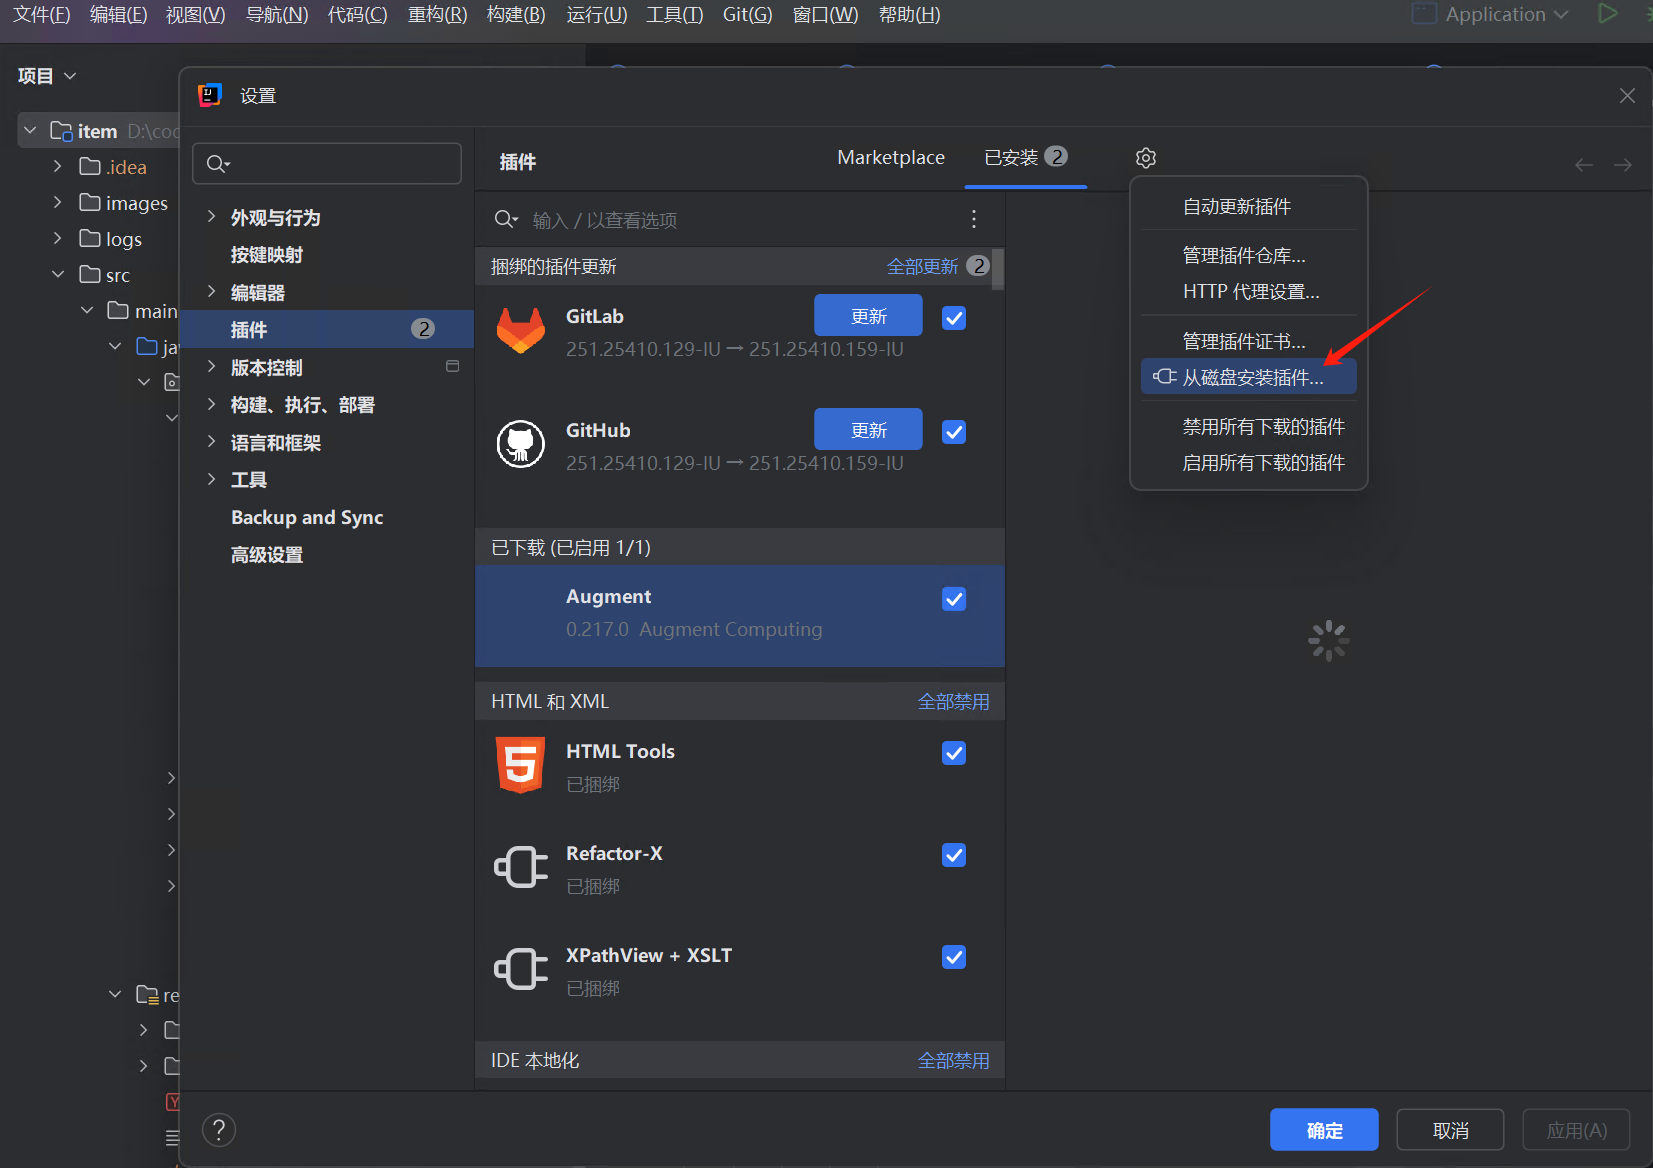 文件(F) 编辑(E) 视图(V) 导航(N) 代码(C) 重构(R) 构建(B) 运行(U) 工具(T) Git(G) 窗口(W) 帮助(H) Application
项目
item D:\coc
.idea
images
logs
src
main
ja
re
设置
外观与行为
按键映射
编辑器
插件 2
版本控制
构建、执行、部署
语言和框架
工具
Backup and Sync
高级设置
插件 Marketplace 已安装 2
输入 / 以查看选项
捆绑的插件更新 全部更新 2
GitLab 更新
251.25410.129-IU → 251.25410.159-IU
GitHub 更新
251.25410.129-IU → 251.25410.159-IU
已下载 (已启用 1/1)
Augment
0.217.0 Augment Computing
HTML 和 XML 全部禁用
HTML Tools
已捆绑
Refactor-X
已捆绑
XPathView + XSLT
已捆绑
IDE 本地化 全部禁用
自动更新插件
管理插件仓库...
HTTP 代理设置...
管理插件证书...
从磁盘安装插件...
禁用所有下载的插件
启用所有下载的插件
? 确定 取消 应用(A)